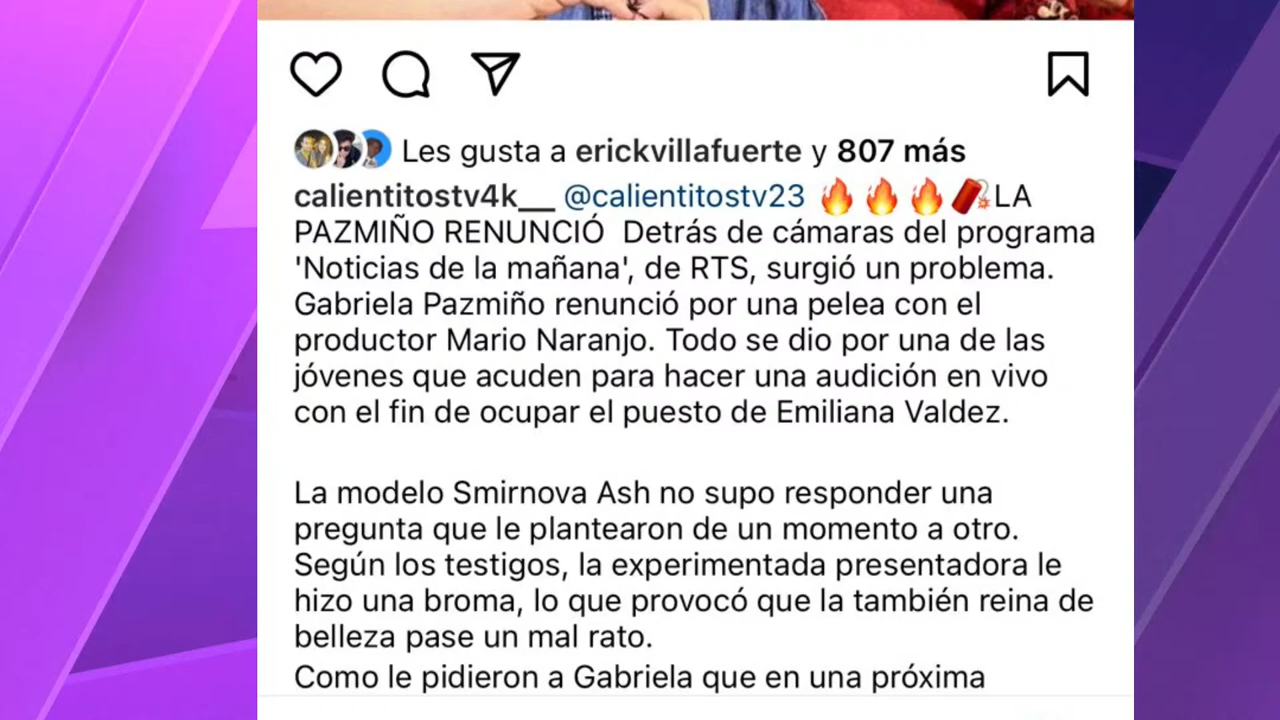 Les gusta a erickvillafuerte y 807 más
calientitostv4k__ @calientitostv23 🔥🔥🔥🧨LA
PAZMIÑO RENUNCIÓ  Detrás de cámaras del programa
'Noticias de la mañana', de RTS, surgió un problema.
Gabriela Pazmiño renunció por una pelea con el
productor Mario Naranjo. Todo se dio por una de las
jóvenes que acuden para hacer una audición en vivo
con el fin de ocupar el puesto de Emiliana Valdez.
La modelo Smirnova Ash no supo responder una
pregunta que le plantearon de un momento a otro.
Según los testigos, la experimentada presentadora le
hizo una broma, lo que provocó que la también reina de
belleza pase un mal rato.
Como le pidieron a Gabriela que en una próxima